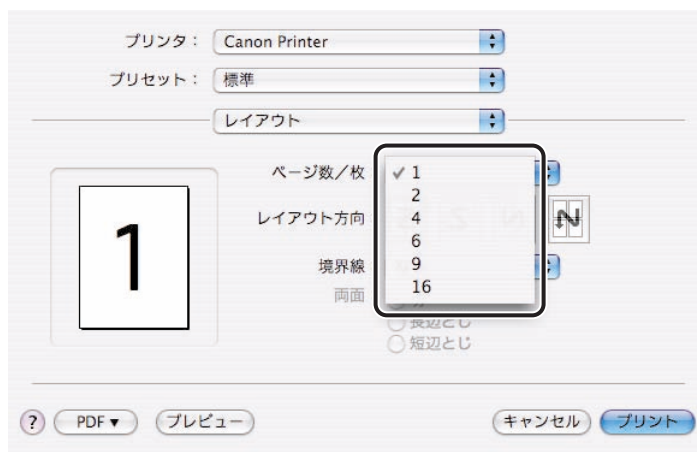 プリンタ： Canon Printer
プリセット： 標準
レイアウト
ページ数／枚 ✓ 1
2
レイアウト方向 4
6
境界線 9
両面 16
長辺とじ
短辺とじ
1
? PDF▼ プレビュー キャンセル プリント